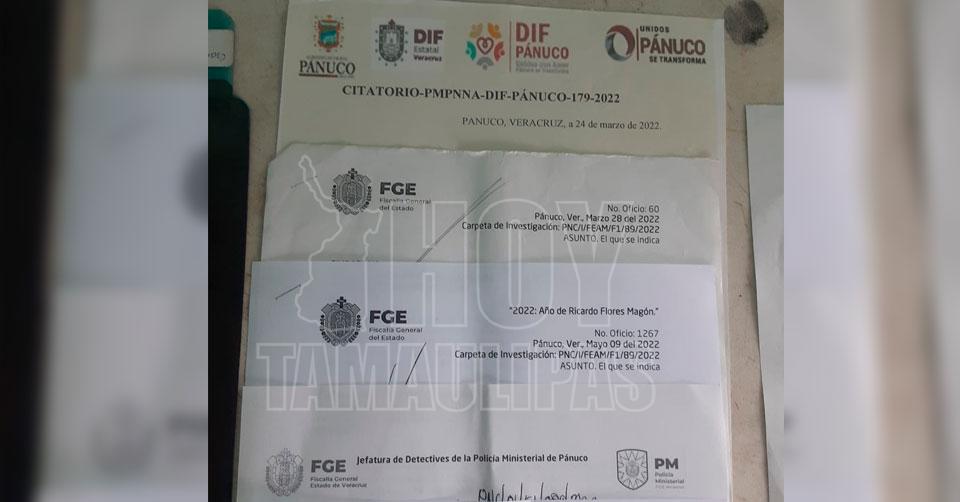 PÁNUCO
DIF
Estatal
Veracruz
DIF
PÁNUCO
UNIDOS
PÁNUCO
SE TRANSFORMA
CITATORIO-PMPNNA-DIF-PÁNUCO-179-2022
PANUCO, VERACRUZ, a 24 de marzo de 2022.
FGE
Fiscalía General
del Estado
No. Oficio: 60
Pánuco, Ver., Marzo 28 del 2022
Carpeta de Investigación: PNC/I/FEAM/F1/89/2022
ASUNTO. El que se indica
HOY
TAMAULIPAS
FGE
Fiscalía General
del Estado
"2022: Año de Ricardo Flores Magón."
No. Oficio: 1267
Pánuco, Ver., Mayo 09 del 2022
Carpeta de Investigación: PNC/I/FEAM/F1/89/2022
ASUNTO. El que se indica
FGE
Fiscalía General
Estado de Veracruz
Jefatura de Detectives de la Policía Ministerial de Pánuco
PM
Policía
Ministerial